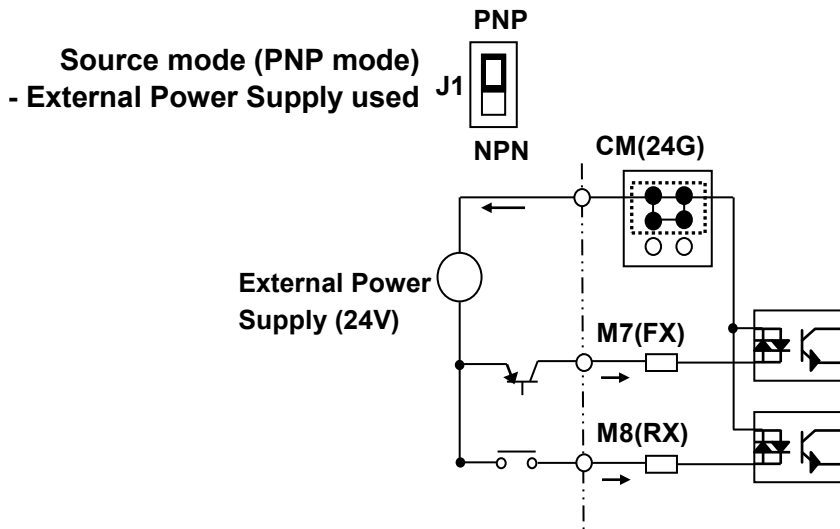 PNP
Source mode (PNP mode)
- External Power Supply used
J1
NPN
CM(24G)
External Power
Supply (24V)
M7(FX)
M8(RX)